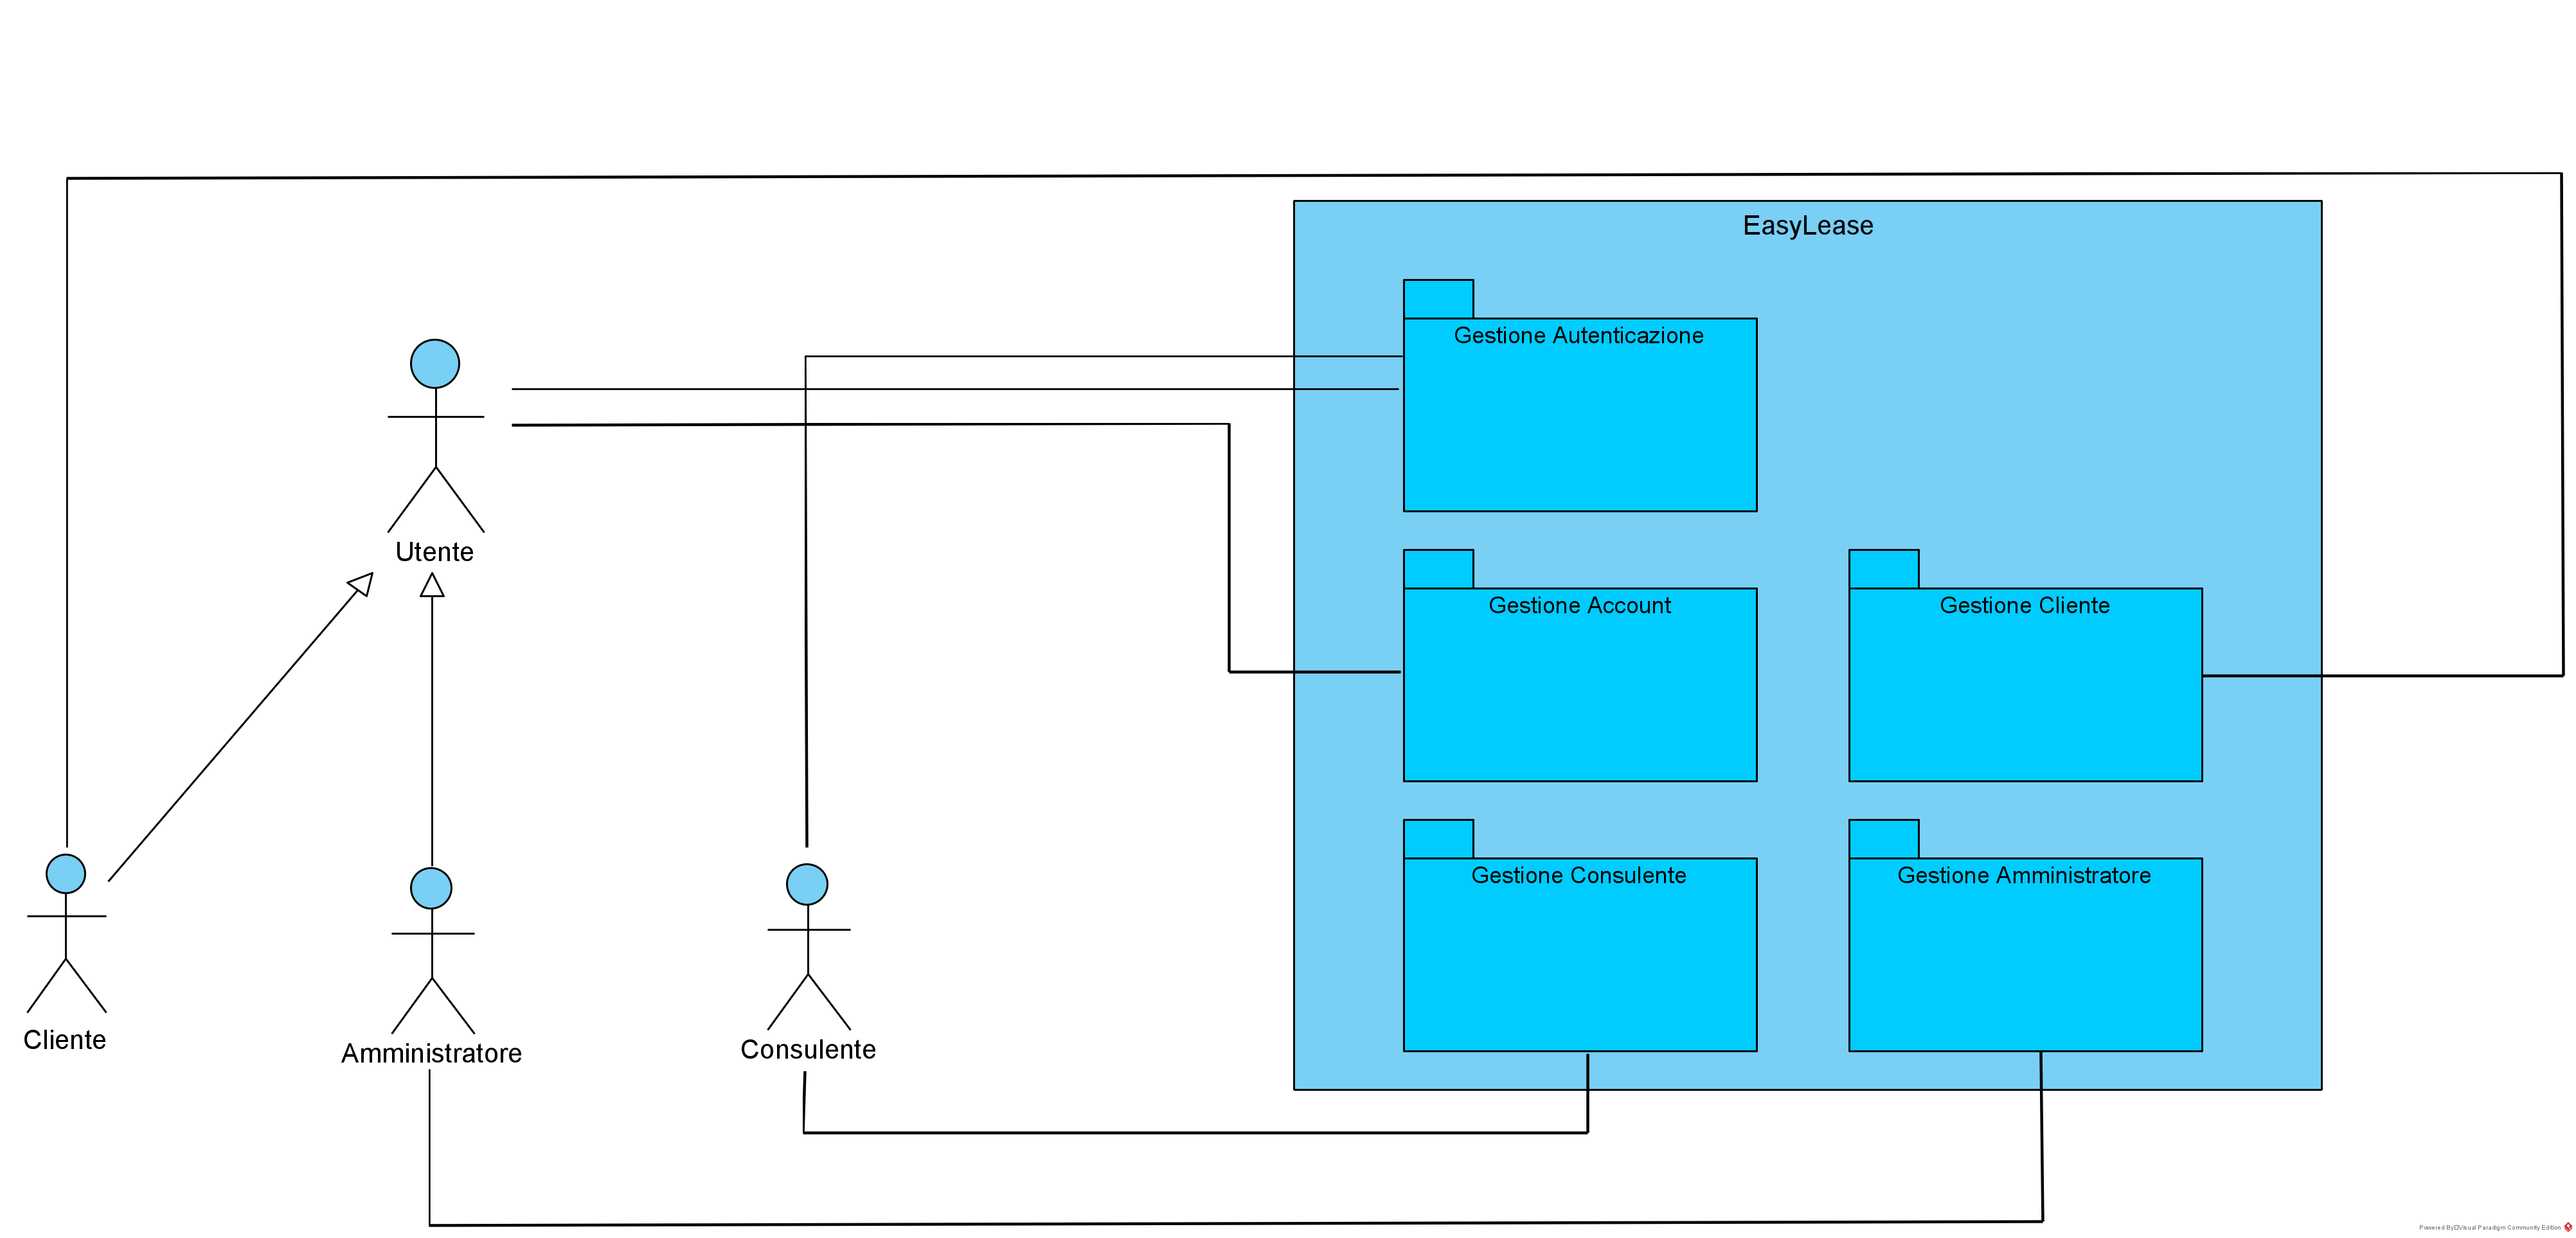 EasyLease
Gestione Autenticazione
Utente
Gestione Account
Gestione Cliente
Gestione Consulente
Gestione Amministratore
Cliente
Amministratore
Consulente
Powered By Visual Paradigm Community Edition